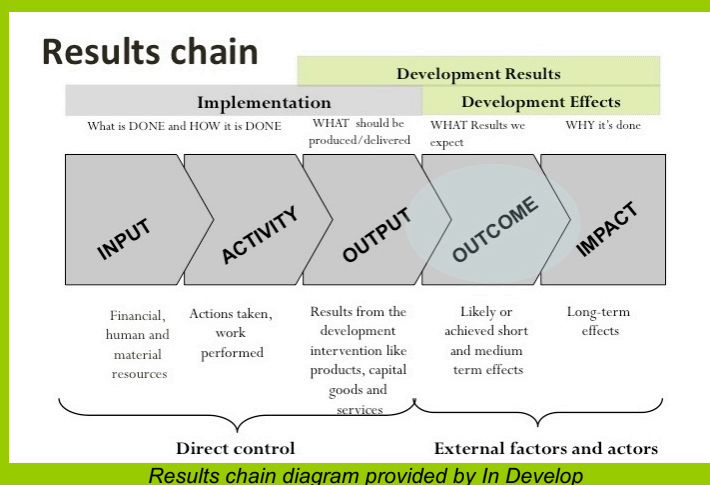 Results chain
Development Results
Implementation
Development Effects
What is DONE and HOW it is DONE
WHAT should be
produced/delivered
WHAT Results we
expect
WHY it's done
INPUT
ACTIVITY
OUTPUT
OUTCOME
IMPACT
Financial,
human and
material
resources
Actions taken,
work
performed
Results from the
development
intervention like
products, capital
goods and
services
Likely or
achieved short
and medium
term effects
Long-term
effects
Direct control
External factors and actors
Results chain diagram provided by In Develop